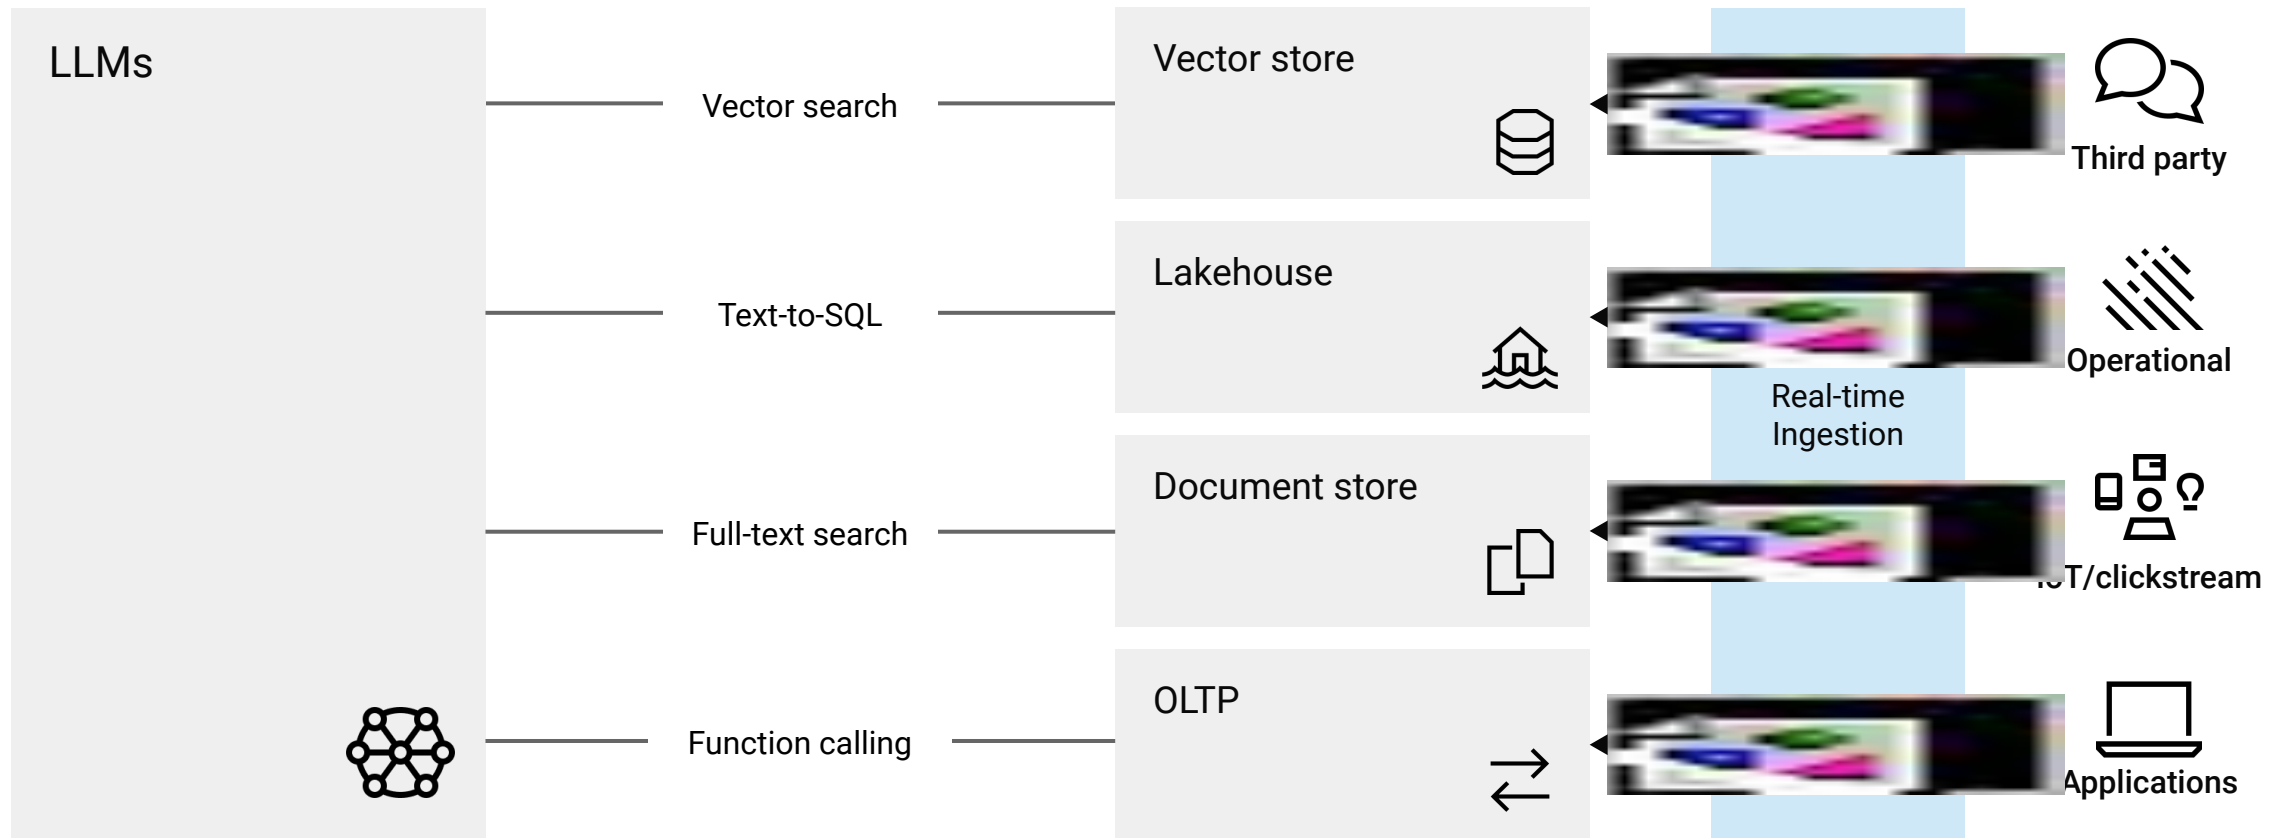 LLMs
Vector search
Vector store
Third party
Text-to-SQL
Lakehouse
Operational
Real-time
Ingestion
Full-text search
Document store
IoT/clickstream
Function calling
OLTP
Applications